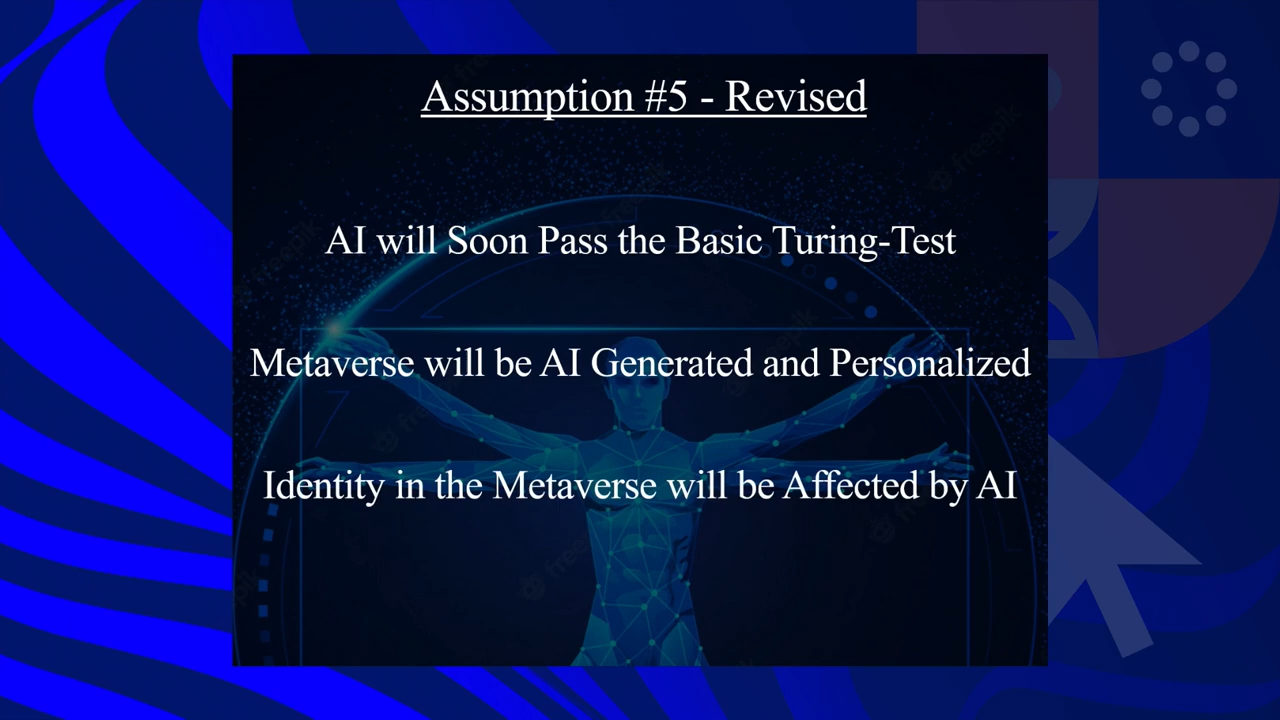 Assumption #5 - Revised
AI will Soon Pass the Basic Turing-Test
Metaverse will be AI Generated and Personalized
Identity in the Metaverse will be Affected by AI